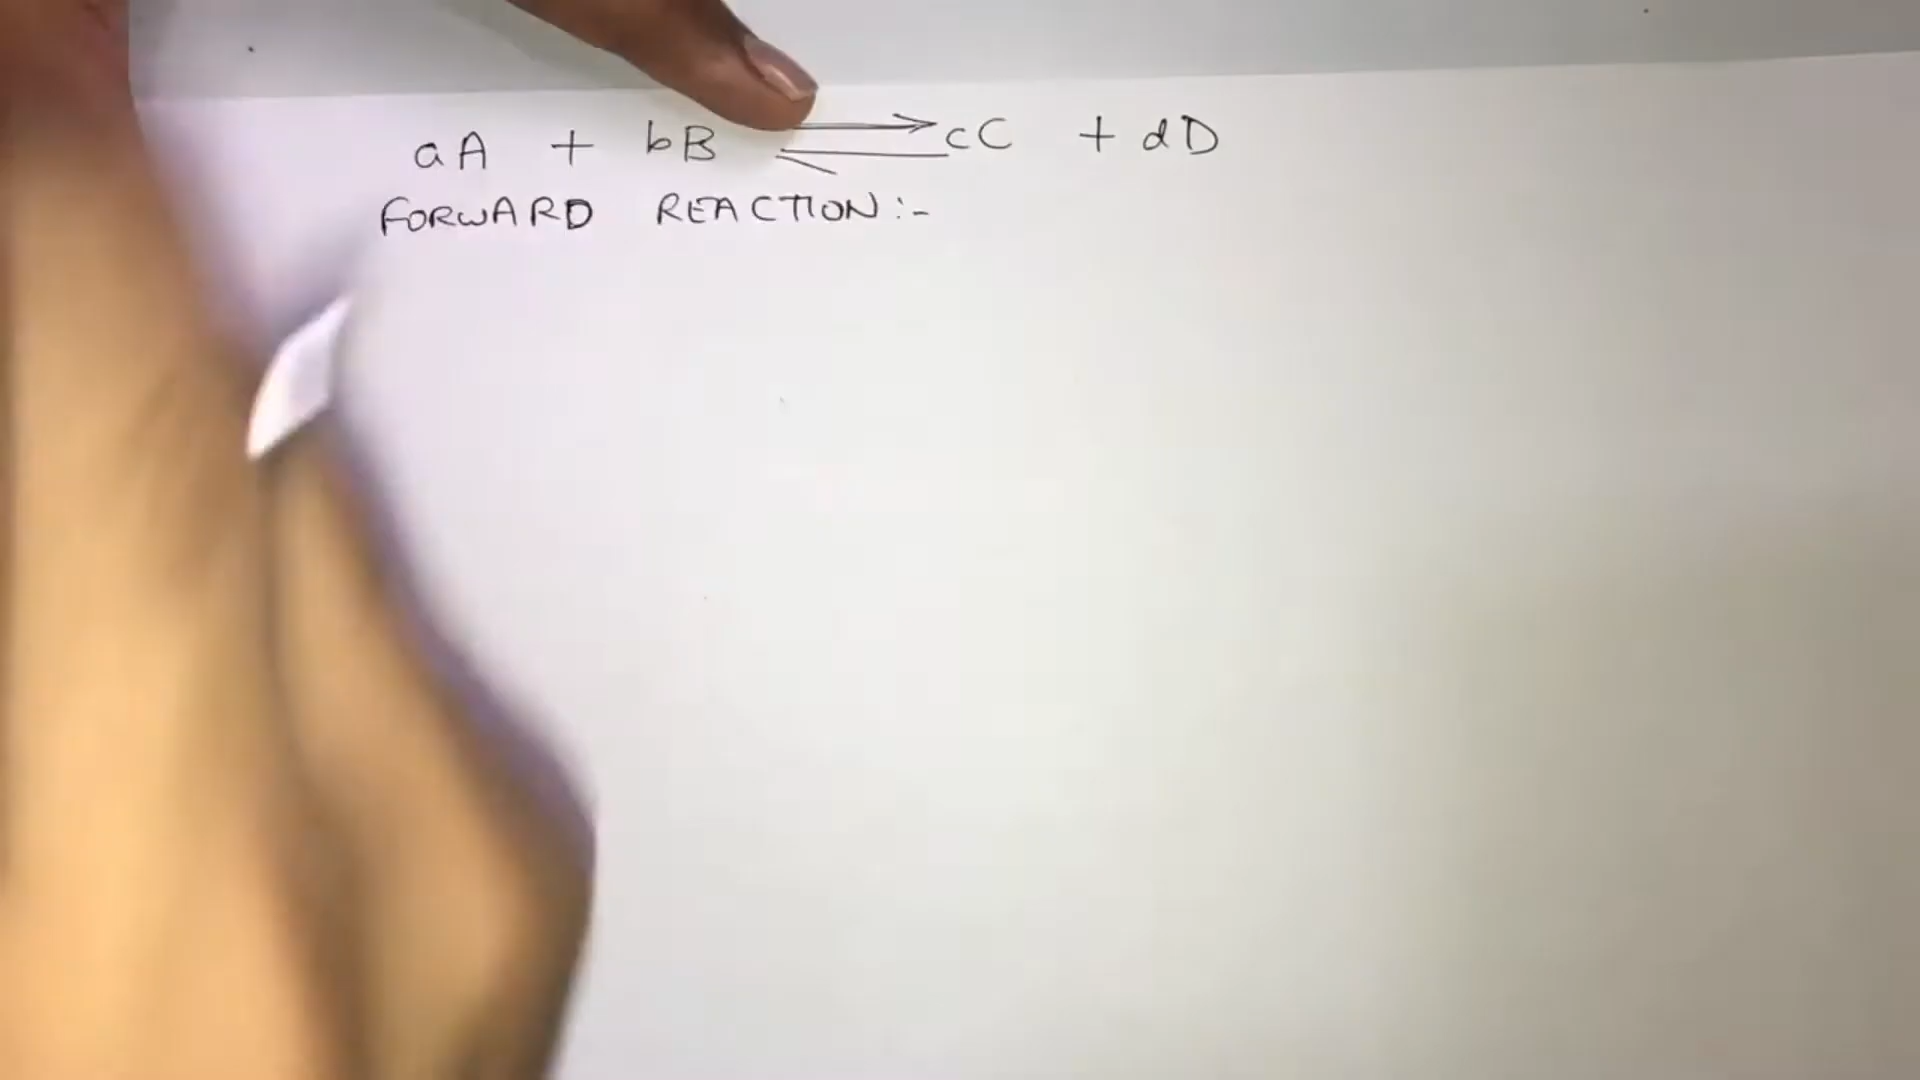 aA + bB ⇌ cC + dD
FORWARD REACTION :-